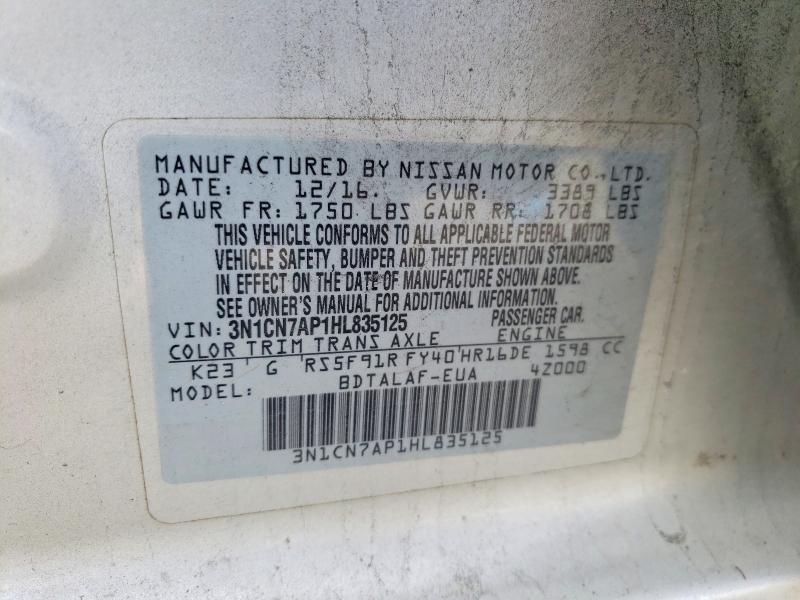 MANUFACTURED BY NISSAN MOTOR CO.,LTD.
DATE: 12/16. GVWR: 3389 LBS
GAWR FR: 1750 LBS GAWR RR: 1708 LBS
THIS VEHICLE CONFORMS TO ALL APPLICABLE FEDERAL MOTOR
VEHICLE SAFETY, BUMPER AND THEFT PREVENTION STANDARDS
IN EFFECT ON THE DATE OF MANUFACTURE SHOWN ABOVE.
SEE OWNER'S MANUAL FOR ADDITIONAL INFORMATION.
VIN: 3N1CN7AP1HL835125 PASSENGER CAR.
COLOR TRIM TRANS AXLE ENGINE
K23 G RS5F91R FY40 HR16DE 1598 CC
MODEL: BDTALAF-EUA 4Z000
3N1CN7AP1HL835125